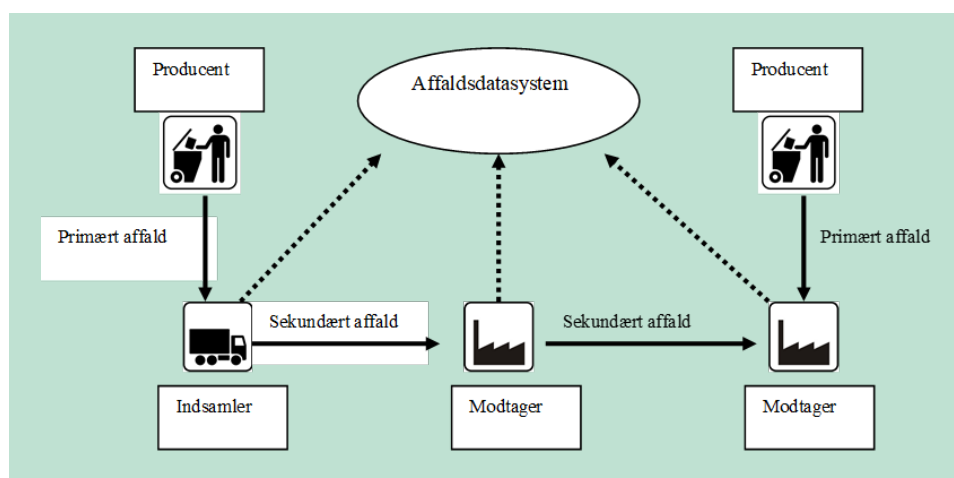 Producent
Affaldsdatasystem
Producent
Primært affald
Primært affald
Sekundært affald
Sekundært affald
Indsamler
Modtager
Modtager